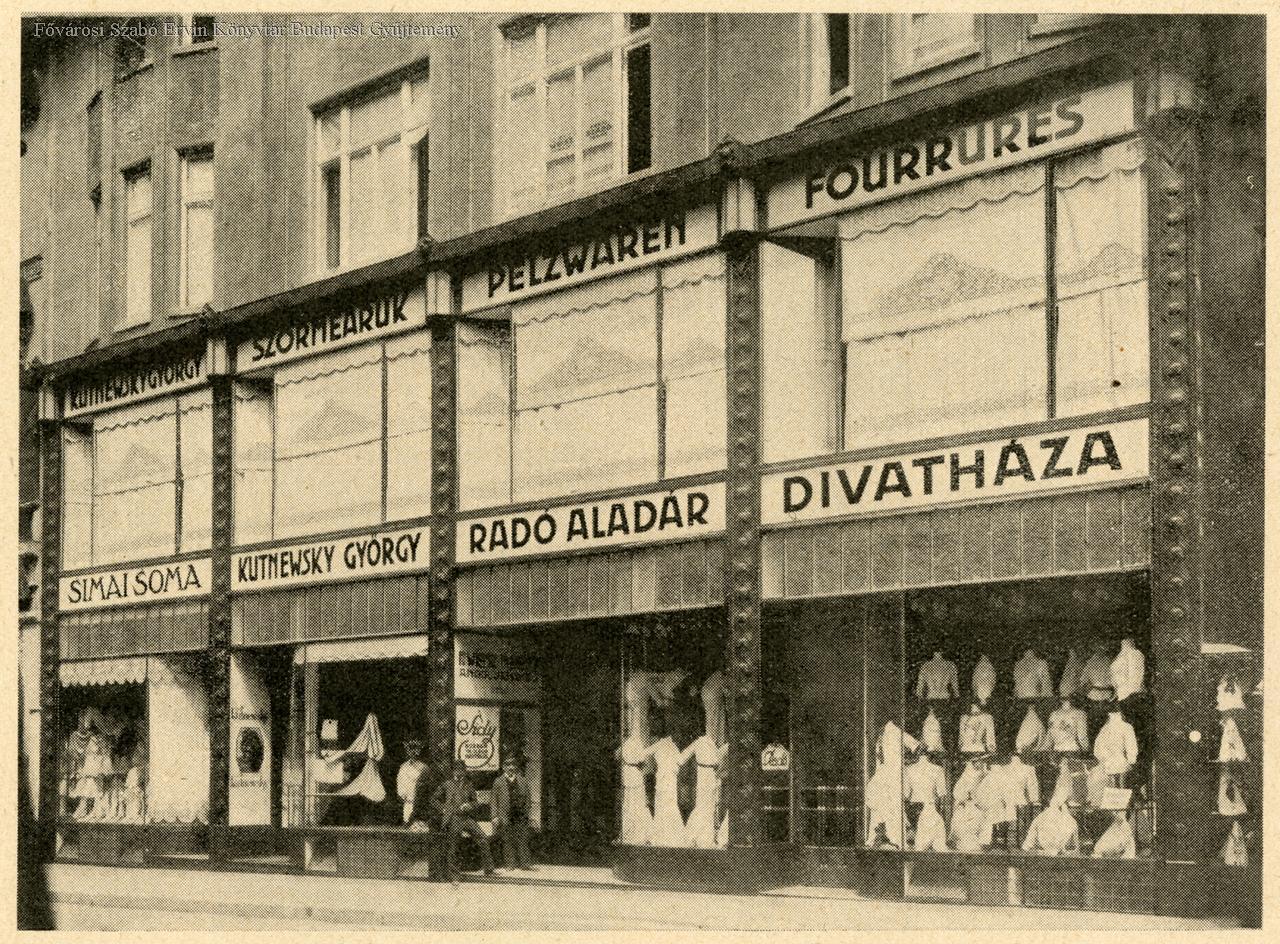 Fővárosi Szabó Ervin Könyvtár Budapest Gyűjtemény
KUTNEWSKY GYÖRGY
SZŐRMEÁRUK
PELZWAREN
FOURRURES
SIMAI SOMA
KUTNEWSKY GYÖRGY
RADÓ ALADÁR
DIVATHÁZA